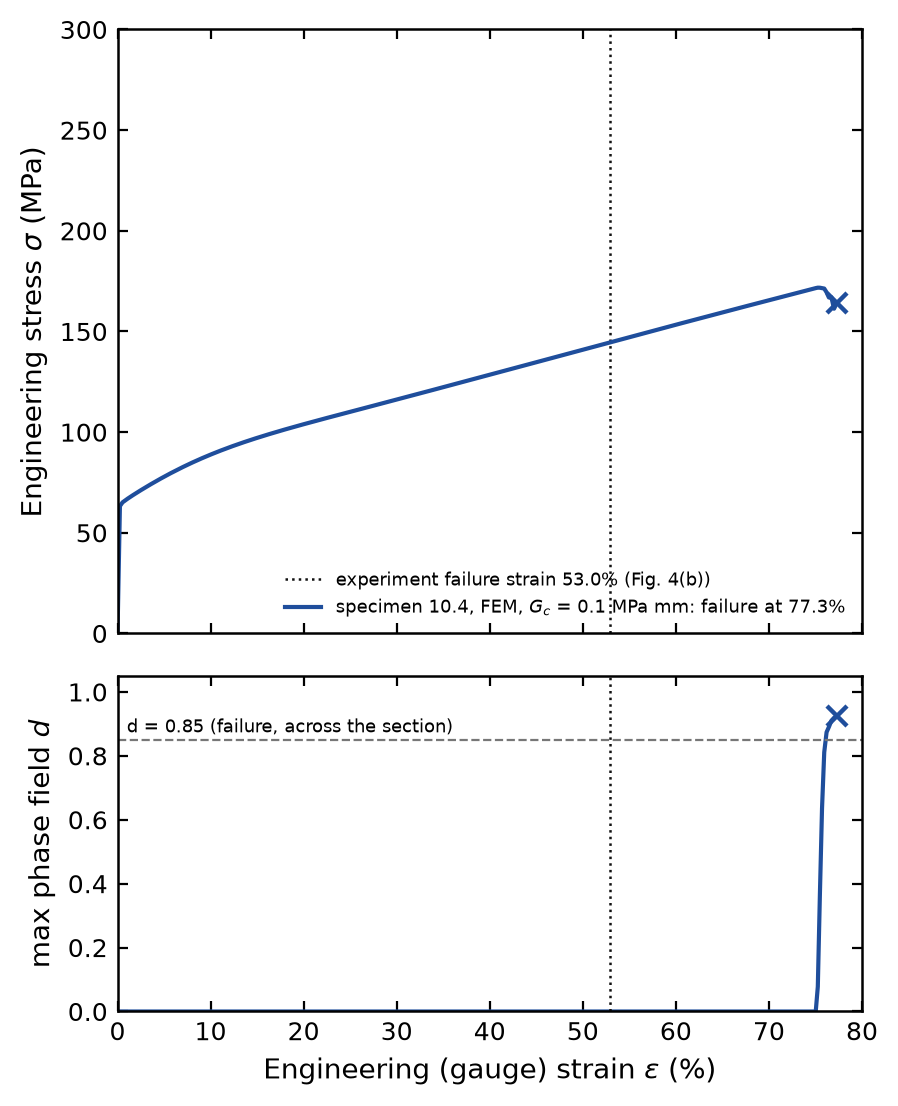 300
250
200
150
100
50
0
Engineering stress σ (MPa)
experiment failure strain 53.0% (Fig. 4(b))
specimen 10.4, FEM, G_c = 0.1 MPa mm: failure at 77.3%
1.0
0.8
0.6
0.4
0.2
0.0
max phase field d
d = 0.85 (failure, across the section)
0 10 20 30 40 50 60 70 80
Engineering (gauge) strain ε (%)